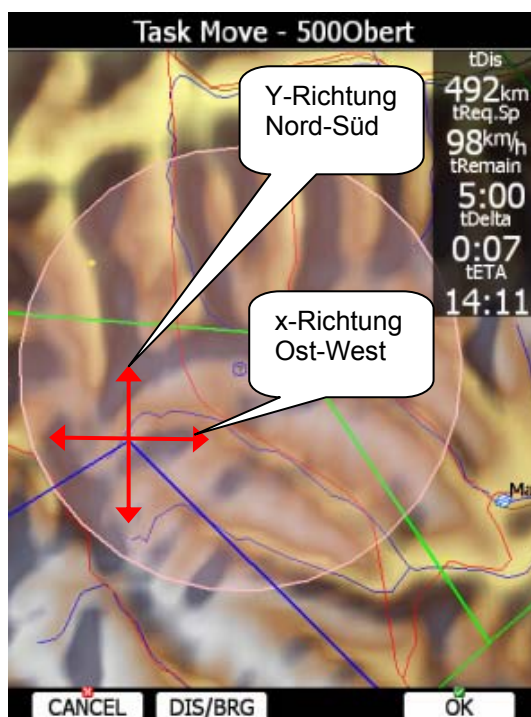 Task Move - 500Obert
tDis
492km
tReq.Sp
98km/h
tRemain
5:00
tDelta
0:07
tETA
14:11
Y-Richtung
Nord-Süd
x-Richtung
Ost-West
Ma
CANCEL DIS/BRG OK